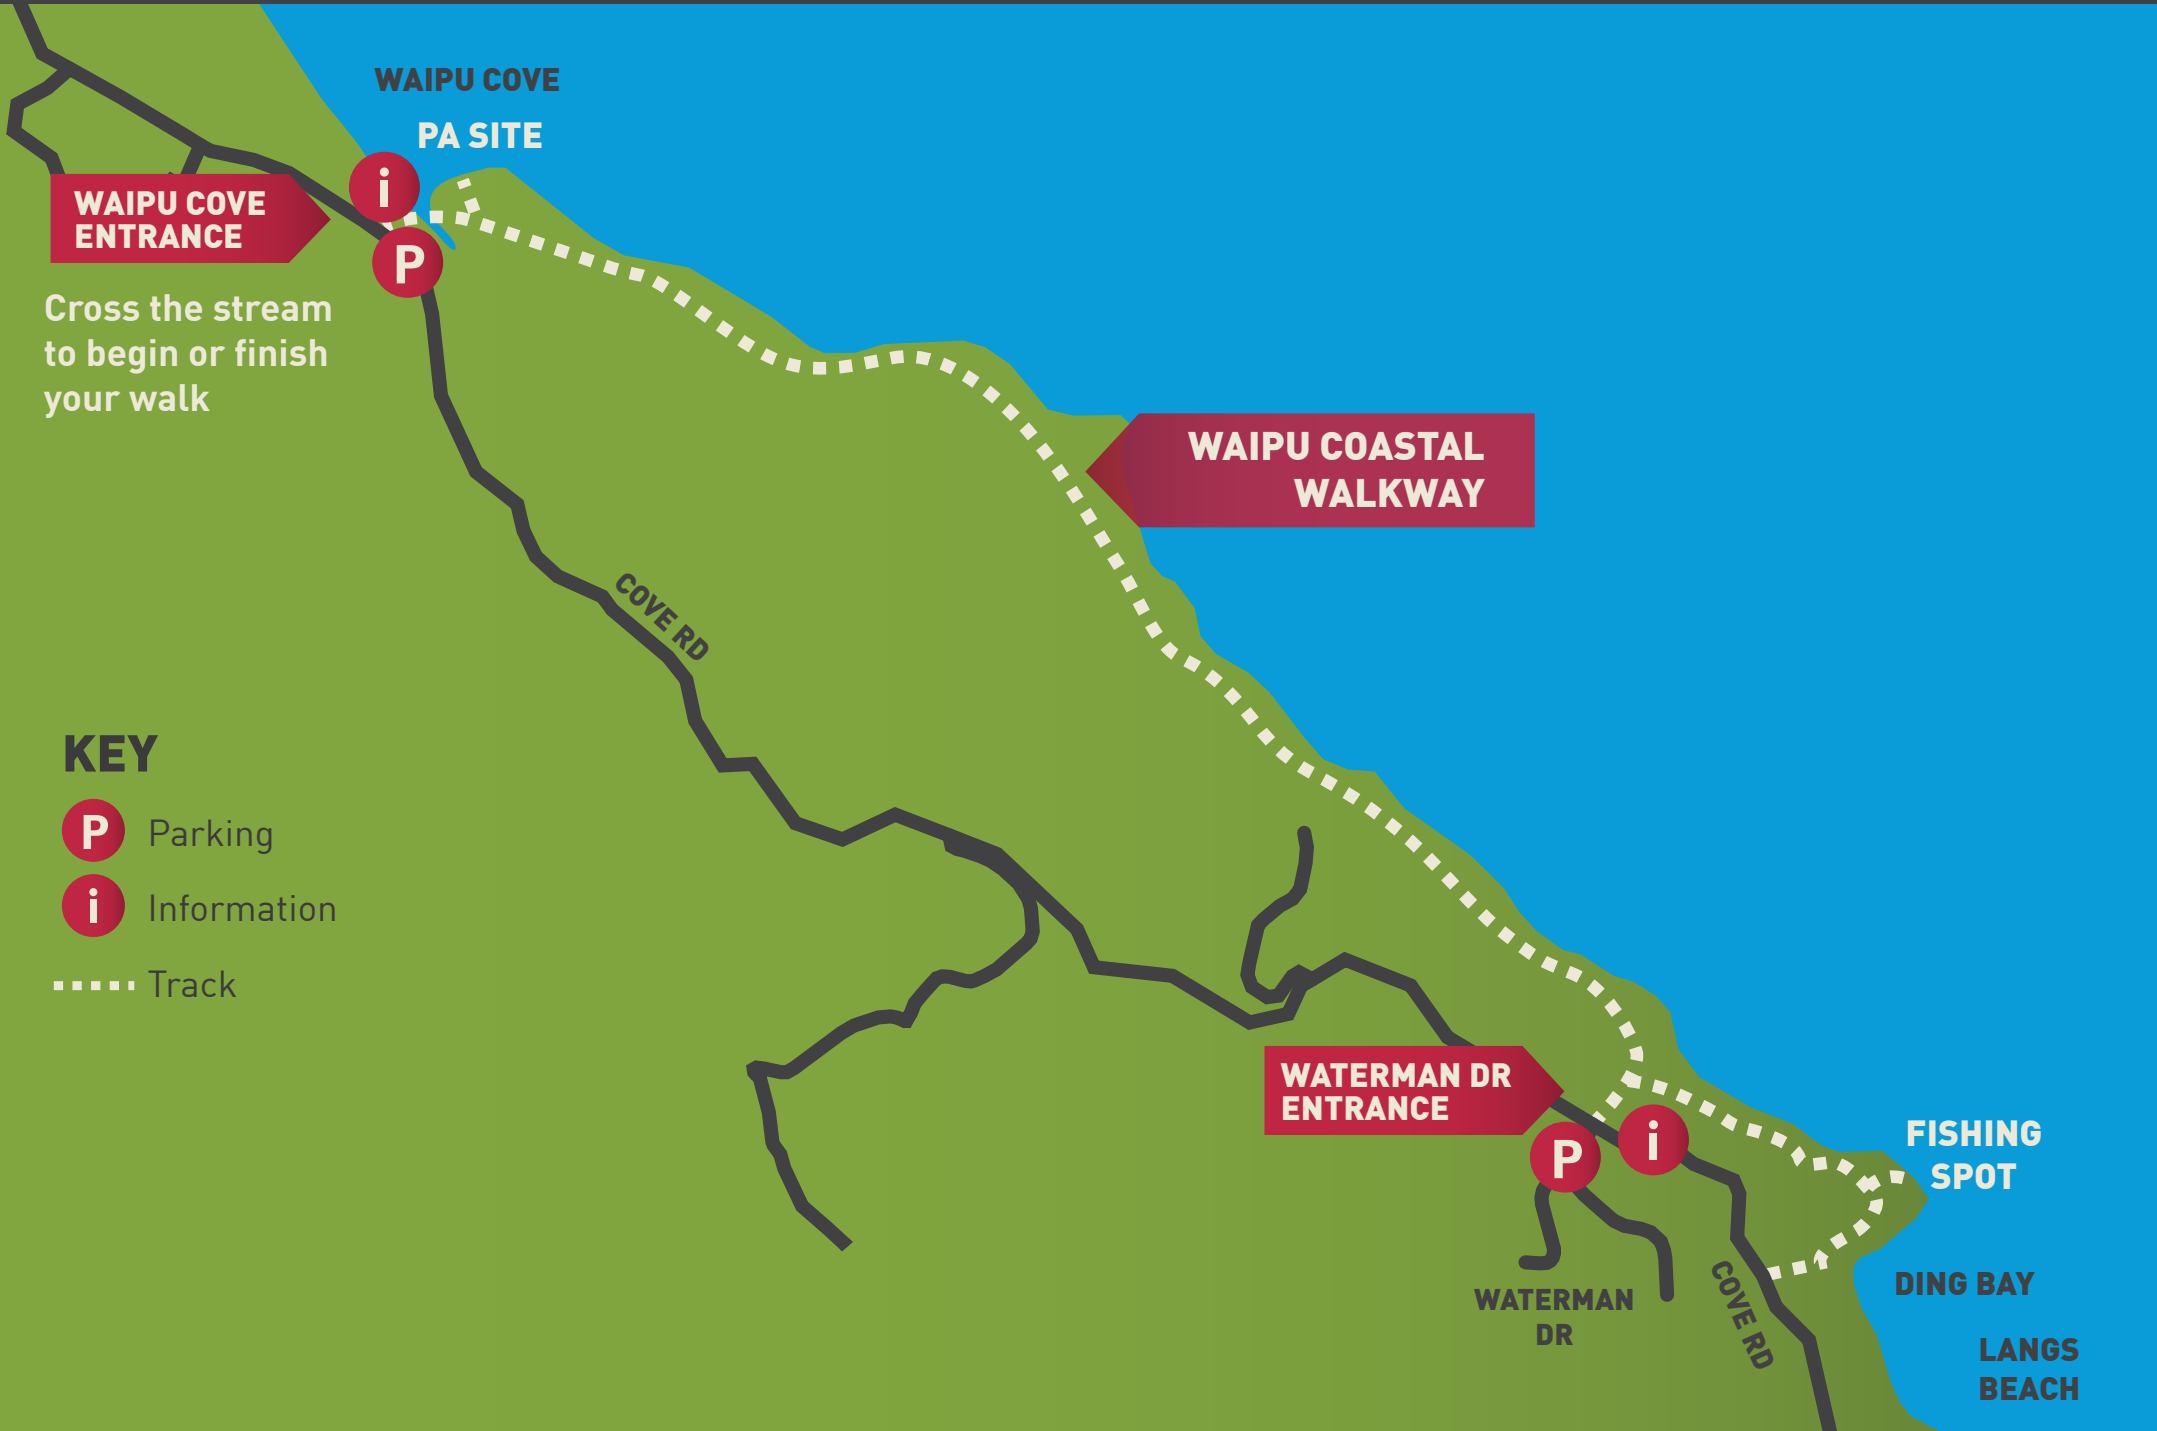 WAIPU COVE
PA SITE
i
WAIPU COVE
ENTRANCE
P
Cross the stream
to begin or finish
your walk
WAIPU COASTAL
WALKWAY
COVE RD
KEY
P Parking
i Information
Track
WATERMAN DR
ENTRANCE
P
i
FISHING
SPOT
WATERMAN
DR
COVE RD
DING BAY
LANGS
BEACH